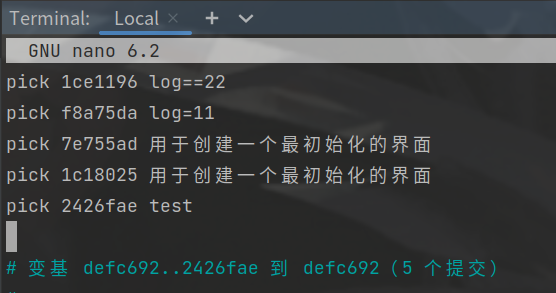 Terminal: Local × + 
GNU nano 6.2
pick 1ce1196 log==22
pick f8a75da log=11
pick 7e755ad 用于创建一个最初始化的界面
pick 1c18025 用于创建一个最初始化的界面
pick 2426fae test
# 变基 defc692..2426fae 到 defc692（5 个提交）